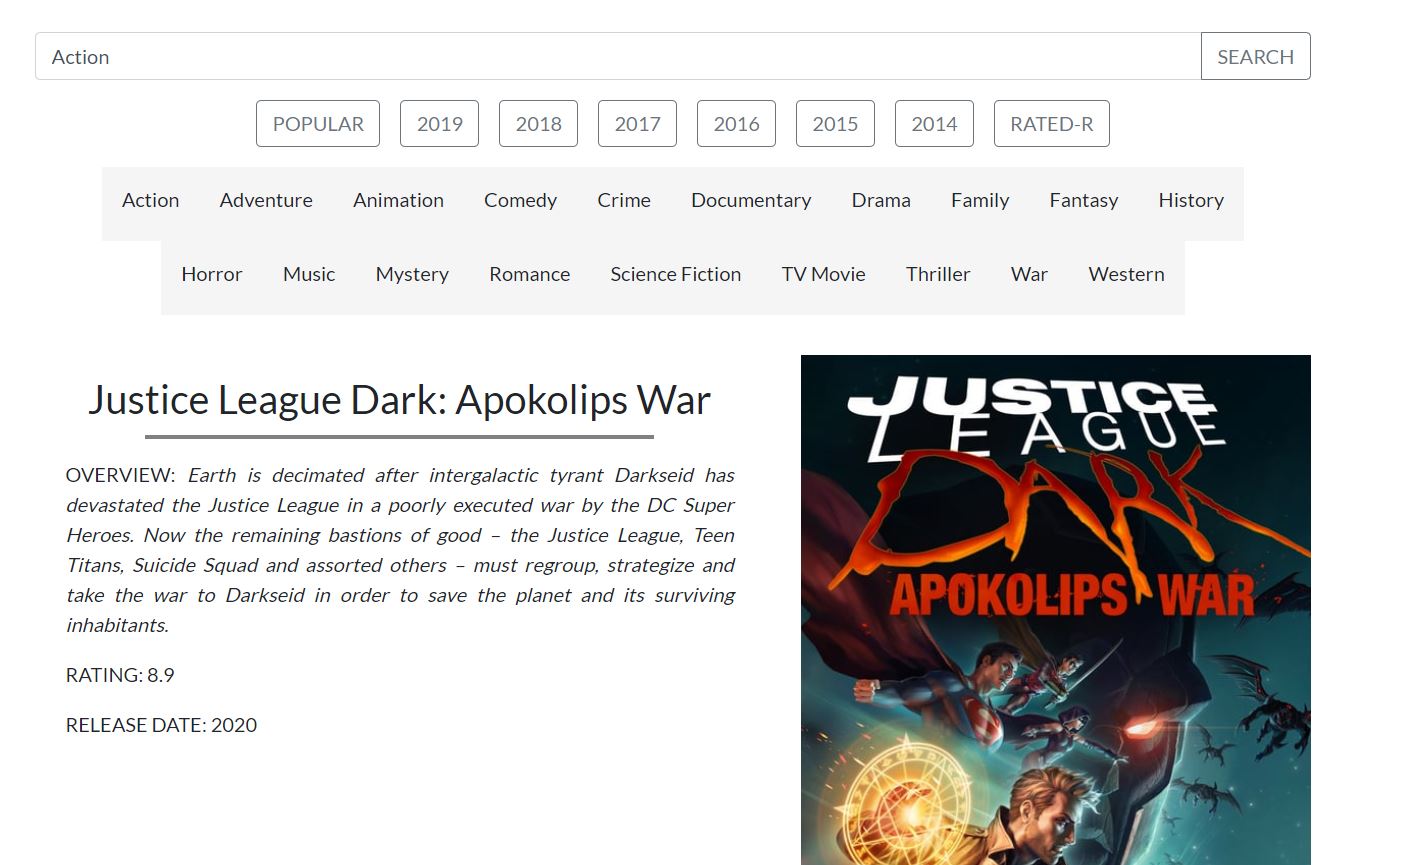 Action SEARCH
POPULAR 2019 2018 2017 2016 2015 2014 RATED-R
Action Adventure Animation Comedy Crime Documentary Drama Family Fantasy History
Horror Music Mystery Romance Science Fiction TV Movie Thriller War Western
Justice League Dark: Apokolips War
OVERVIEW: Earth is decimated after intergalactic tyrant Darkseid has
devastated the Justice League in a poorly executed war by the DC Super
Heroes. Now the remaining bastions of good – the Justice League, Teen
Titans, Suicide Squad and assorted others – must regroup, strategize and
take the war to Darkseid in order to save the planet and its surviving
inhabitants.
RATING: 8.9
RELEASE DATE: 2020
JUSTICE
LEAGUE
DARK
APOKOLIPS WAR